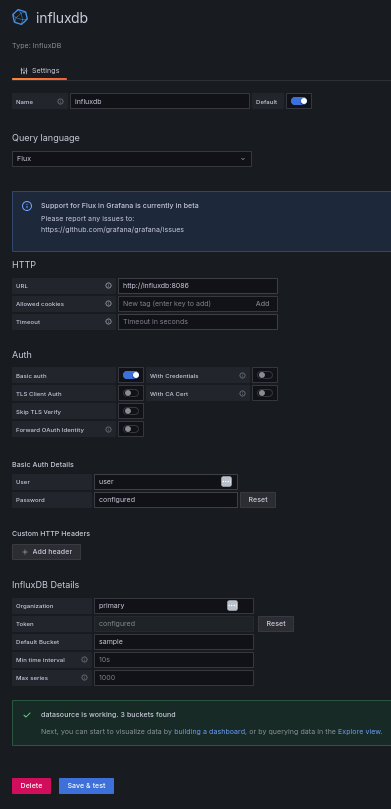 influxdb
Type: InfluxDB
Settings
Name influxdb Default
Query language
Flux
Support for Flux in Grafana is currently in beta
Please report any issues to:
https://github.com/grafana/grafana/issues
HTTP
URL http://influxdb:8086
Allowed cookies New tag (enter key to add) Add
Timeout Timeout in seconds
Auth
Basic auth With Credentials
TLS Client Auth With CA Cert
Skip TLS Verify
Forward OAuth Identity
Basic Auth Details
User user
Password configured Reset
Custom HTTP Headers
+ Add header
InfluxDB Details
Organization primary
Token configured Reset
Default Bucket sample
Min time interval 10s
Max series 1000
datasource is working. 3 buckets found
Next, you can start to visualize data by building a dashboard, or by querying data in the Explore view.
Delete Save & test